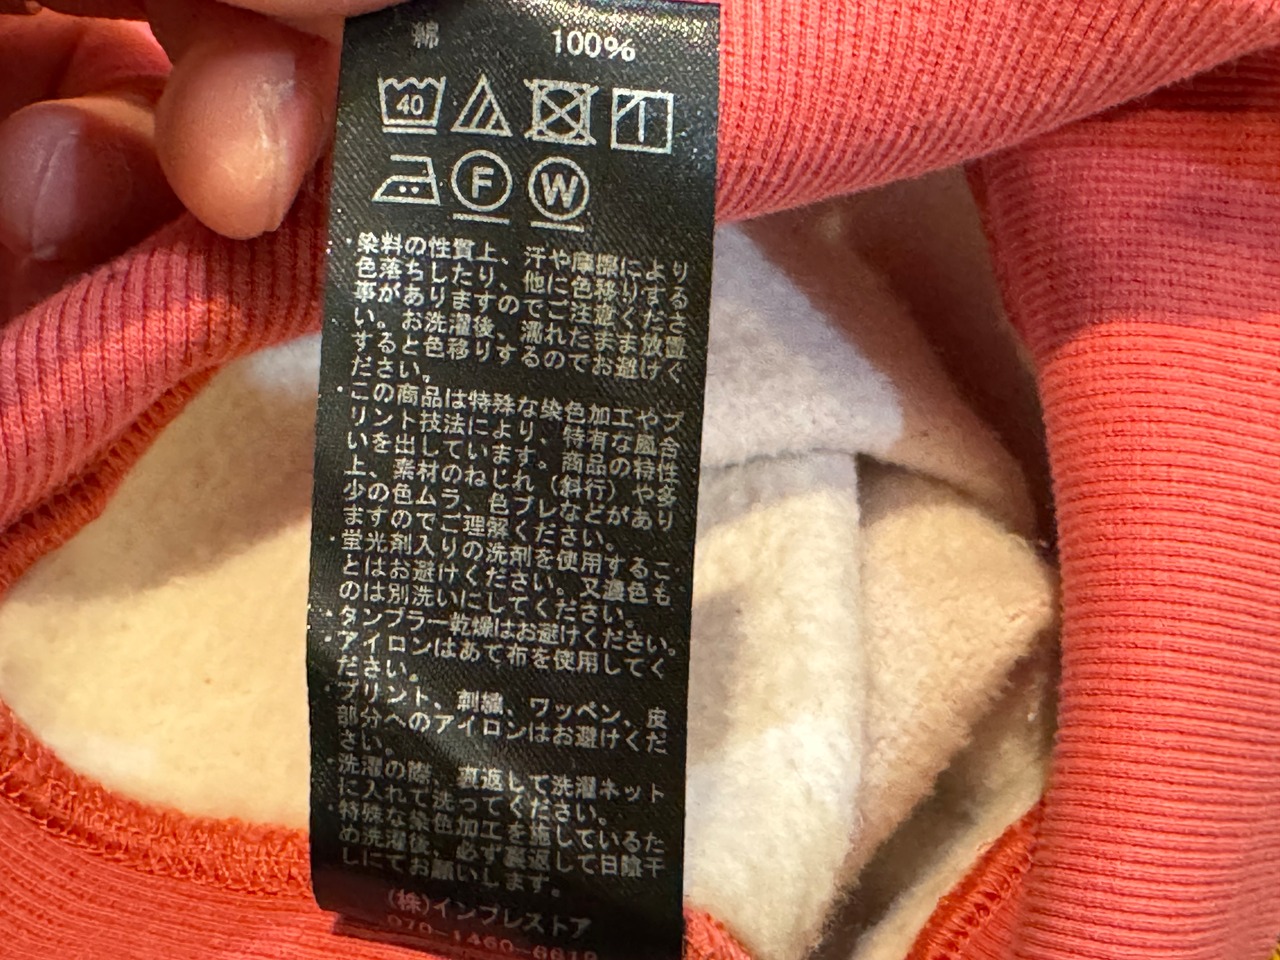 綿 100%
40
F W
・染料の性質上、汗や摩擦により
色落ちしたり、他に色移りする
事がありますのでご注意くださ
い。お洗濯後、濡れたまま放置
すると色移りするのでお避けく
ださい。
・この商品は特殊な染色加工やプ
リント技法により、特有な風合
いを出しています。商品の特性
上、素材のねじれ（斜行）や多
少の色ムラ、色ブレなどがあり
ますのでご理解ください。
・蛍光剤入りの洗剤を使用するこ
とはお避けください。又濃色も
のは別洗いにしてください。
・タンブラー乾燥はお避けください。
・アイロンはあて布を使用してく
ださい。
・プリント、刺繍、ワッペン、皮
部分へのアイロンはお避けくだ
さい。
・洗濯の際、裏返して洗濯ネット
に入れて洗ってください。
・特殊な染色加工を施しているた
め洗濯後、必ず裏返して日陰干
しにてお願いします。
(株)インプレストア